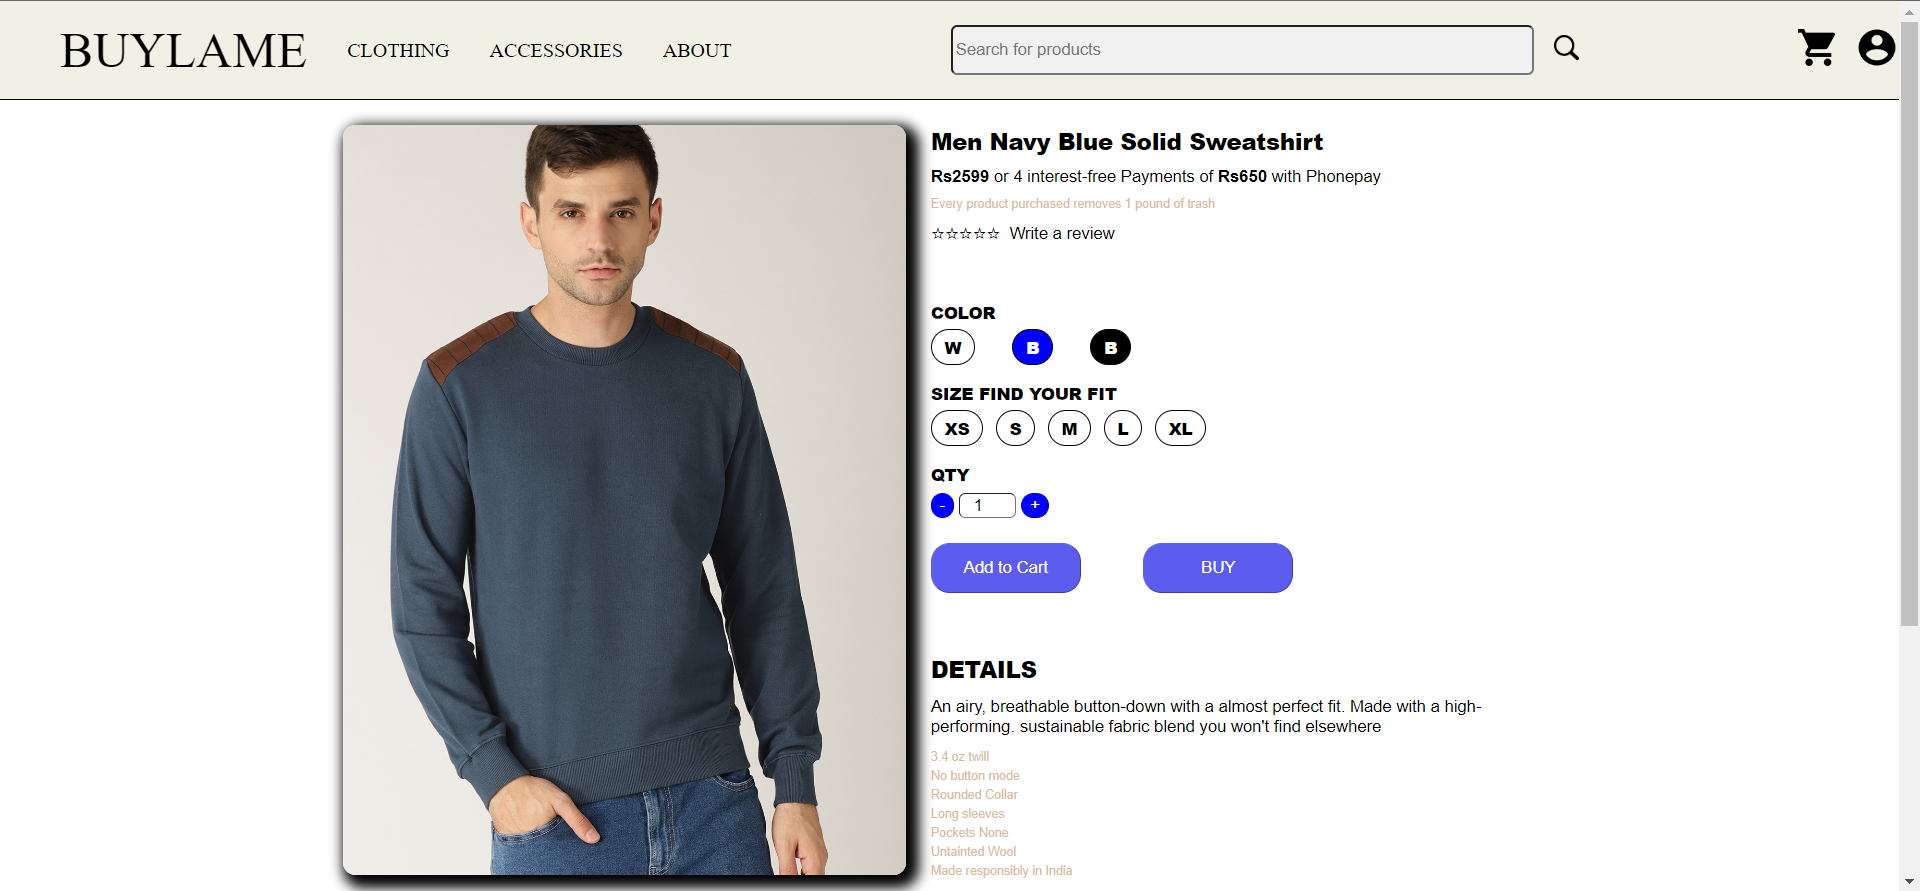 BUYLAME CLOTHING ACCESSORIES ABOUT Search for products
Men Navy Blue Solid Sweatshirt
Rs2599 or 4 interest-free Payments of Rs650 with Phonepay
Every product purchased removes 1 pound of trash
☆☆☆☆☆ Write a review
COLOR
W B B
SIZE FIND YOUR FIT
XS S M L XL
QTY
- 1 +
Add to Cart BUY
DETAILS
An airy, breathable button-down with a almost perfect fit. Made with a high-
performing. sustainable fabric blend you won't find elsewhere
3.4 oz twill
No button mode
Rounded Collar
Long sleeves
Pockets None
Untainted Wool
Made responsibly in India